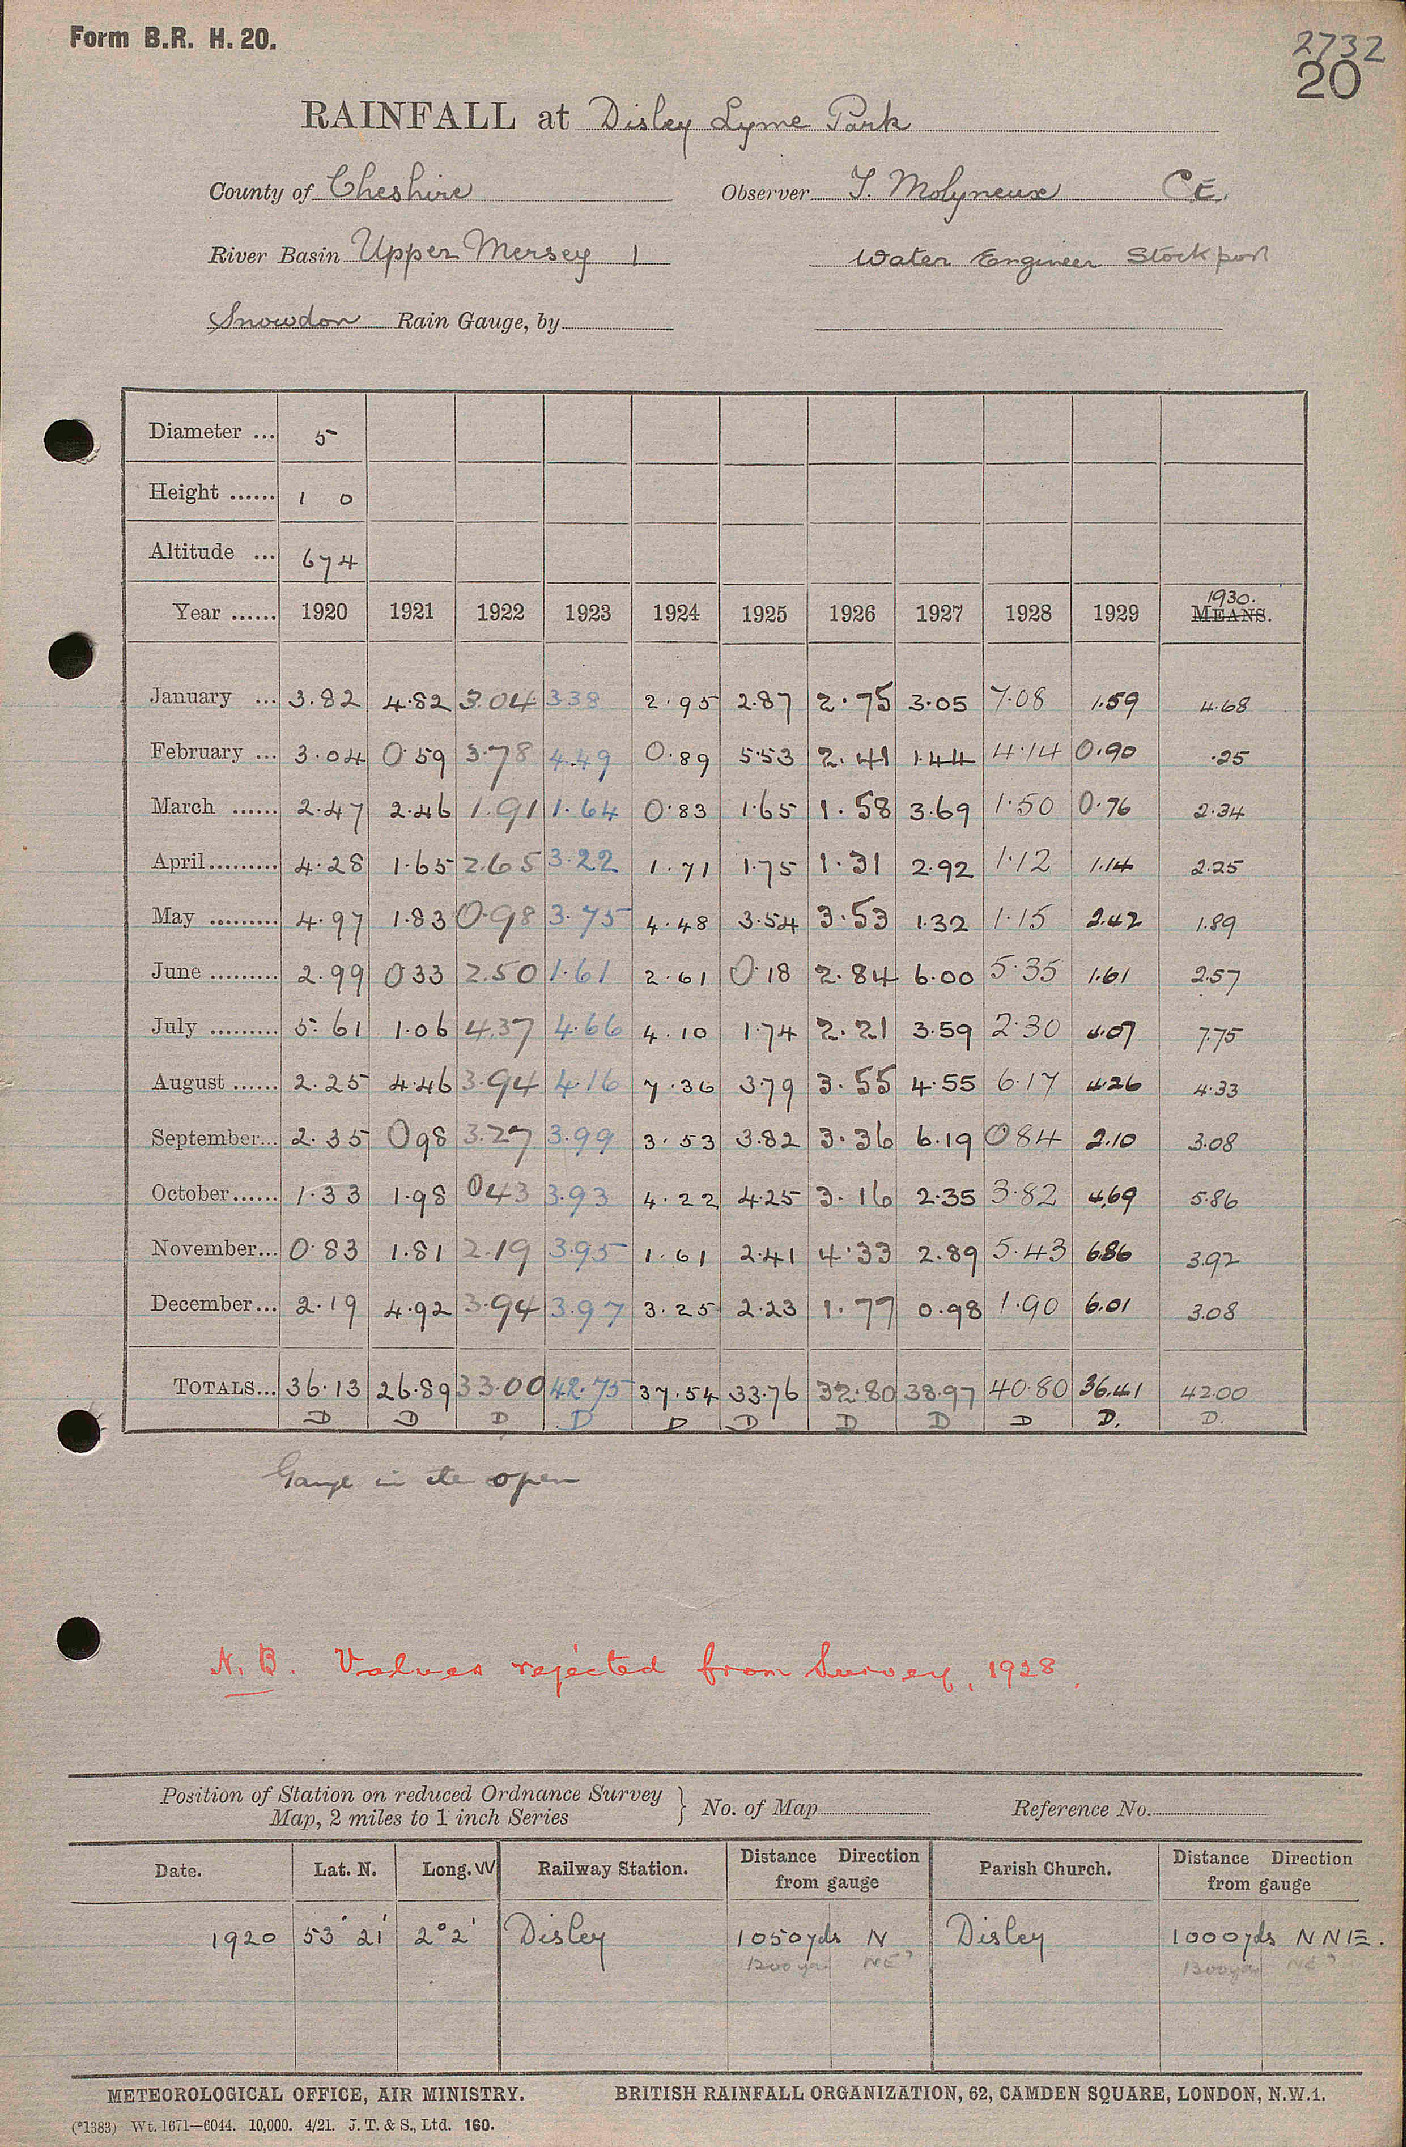 Form B.R. H. 20.
2732
20
RAINFALL at Disley Lyme Park
County of Cheshire Observer T. Molyneux C.E.
River Basin Upper Mersey 1 Water Engineer Stockport
Snowdon Rain Gauge, by
Diameter ... 5
Height ...... 1 0
Altitude ... 674
Year ...... 1920 1921 1922 1923 1924 1925 1926 1927 1928 1929 1930. MEANS.
January ... 3.82 4.82 3.04 3.38 2.95 2.87 2.75 3.05 7.08 1.59 4.68
February ... 3.04 0.59 3.78 4.49 0.89 5.53 2.41 1.44 4.14 0.90 .25
March ...... 2.47 2.46 1.91 1.64 0.83 1.65 1.58 3.69 1.50 0.76 2.34
April......... 4.28 1.65 2.65 3.22 1.71 1.75 1.31 2.92 1.12 1.14 2.25
May ......... 4.97 1.83 0.98 3.75 4.48 3.54 3.53 1.32 1.15 2.42 1.89
June ......... 2.99 0.33 2.50 1.61 2.61 0.18 2.84 6.00 5.35 1.61 2.57
July ......... 5.61 1.06 4.37 4.66 4.10 1.74 2.21 3.59 2.30 4.07 7.75
August ...... 2.25 4.46 3.94 4.16 7.36 3.79 3.55 4.55 6.17 4.26 4.33
September... 2.35 0.98 3.27 3.99 3.53 3.82 3.36 6.19 0.84 2.10 3.08
October...... 1.33 1.98 0.43 3.93 4.22 4.25 3.16 2.35 3.82 4.69 5.86
November... 0.83 1.81 2.19 3.95 1.61 2.41 4.33 2.89 5.43 6.86 3.92
December... 2.19 4.92 3.94 3.97 3.25 2.23 1.77 0.98 1.90 6.01 3.08
TOTALS... 36.13 26.89 33.00 42.75 37.54 33.76 32.80 38.97 40.80 36.41 42.00
D D D D D D D D D D. D.
Gauge in the open
N.B. Values rejected from Survey, 1928.
Position of Station on reduced Ordnance Survey
Map, 2 miles to 1 inch Series } No. of Map Reference No.
Date. Lat. N. Long. W Railway Station. Distance Direction from gauge Parish Church. Distance Direction from gauge
1920 53° 21' 2° 2' Disley 1050yds N Disley 1000yds NNE.
1200yds NE? 1300yds NE?
METEOROLOGICAL OFFICE, AIR MINISTRY. BRITISH RAINFALL ORGANIZATION, 62, CAMDEN SQUARE, LONDON, N.W.1.
(*1383) Wt. 1671—6044. 10,000. 4/21. J. T. & S., Ltd. 160.